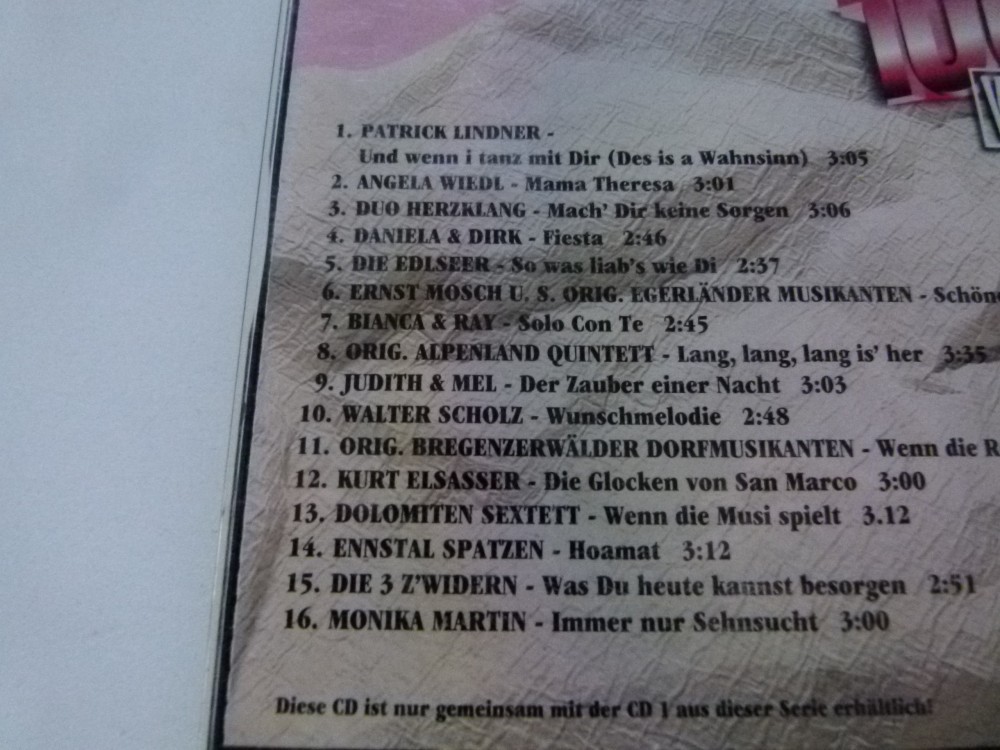 1. PATRICK LINDNER -
Und wenn i tanz mit Dir (Des is a Wahnsinn) 3:05
2. ANGELA WIEDL - Mama Theresa 3:01
3. DUO HERZKLANG - Mach' Dir keine Sorgen 3:06
4. DANIELA & DIRK - Fiesta 2:46
5. DIE EDLSEER - So was liab's wie Di 2:37
6. ERNST MOSCH U. S. ORIG. EGERLÄNDER MUSIKANTEN - Schön
7. BIANCA & RAY - Solo Con Te 2:45
8. ORIG. ALPENLAND QUINTETT - Lang, lang, lang is' her 3:35
9. JUDITH & MEL - Der Zauber einer Nacht 3:03
10. WALTER SCHOLZ - Wunschmelodie 2:48
11. ORIG. BREGENZERWÄLDER DORFMUSIKANTEN - Wenn die R
12. KURT ELSASSER - Die Glocken von San Marco 3:00
13. DOLOMITEN SEXTETT - Wenn die Musi spielt 3.12
14. ENNSTAL SPATZEN - Hoamat 3:12
15. DIE 3 Z'WIDERN - Was Du heute kannst besorgen 2:51
16. MONIKA MARTIN - Immer nur Sehnsucht 3:00
Diese CD ist nur gemeinsam mit der CD 1 aus dieser Serie erhältlich!